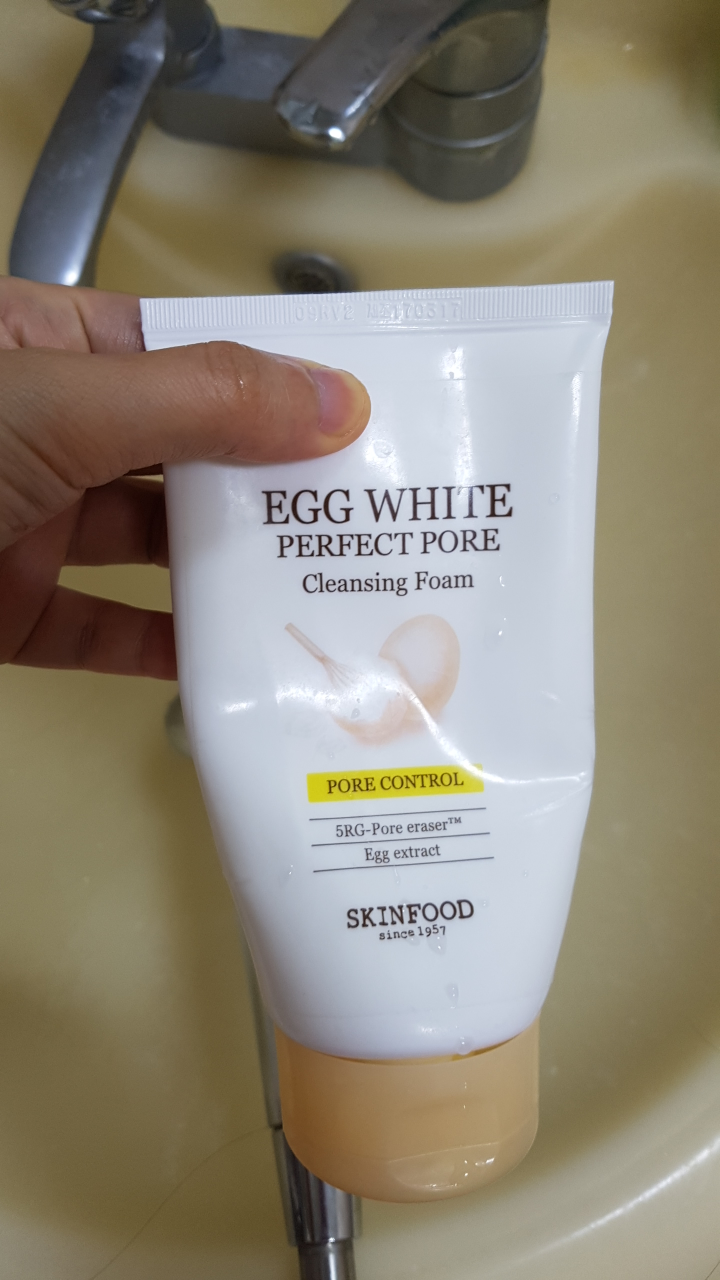 EGG WHITE
PERFECT PORE
Cleansing Foam
PORE CONTROL
5RG-Pore eraser™
Egg extract
SKINFOOD
since 1957